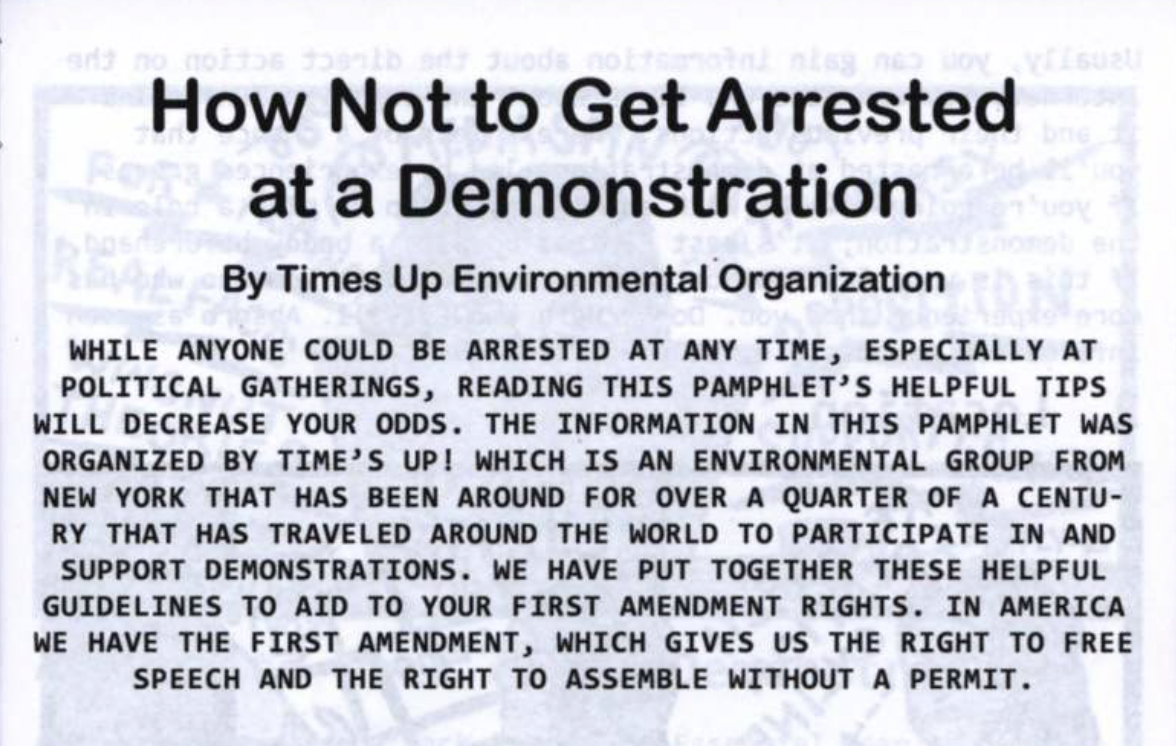 How Not to Get Arrested
at a Demonstration
By Times Up Environmental Organization
WHILE ANYONE COULD BE ARRESTED AT ANY TIME, ESPECIALLY AT
POLITICAL GATHERINGS, READING THIS PAMPHLET'S HELPFUL TIPS
WILL DECREASE YOUR ODDS. THE INFORMATION IN THIS PAMPHLET WAS
ORGANIZED BY TIME'S UP! WHICH IS AN ENVIRONMENTAL GROUP FROM
NEW YORK THAT HAS BEEN AROUND FOR OVER A QUARTER OF A CENTU-
RY THAT HAS TRAVELED AROUND THE WORLD TO PARTICIPATE IN AND
SUPPORT DEMONSTRATIONS. WE HAVE PUT TOGETHER THESE HELPFUL
GUIDELINES TO AID TO YOUR FIRST AMENDMENT RIGHTS. IN AMERICA
WE HAVE THE FIRST AMENDMENT, WHICH GIVES US THE RIGHT TO FREE
SPEECH AND THE RIGHT TO ASSEMBLE WITHOUT A PERMIT.